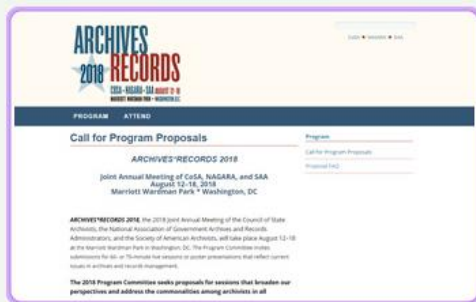 ARCHIVES
2018 RECORDS
COSA • NAGARA • SAA AUGUST 12-18
MARRIOTT WARDMAN PARK • WASHINGTON, DC
PROGRAM ATTEND
Call for Program Proposals
ARCHIVES*RECORDS 2018
Joint Annual Meeting of CoSA, NAGARA, and SAA
August 12–18, 2018
Marriott Wardman Park * Washington, DC
ARCHIVES*RECORDS 2018, the 2018 Joint Annual Meeting of the Council of State
Archivists, the National Association of Government Archives and Records
Administrators, and the Society of American Archivists, will take place August 12–18
at the Marriott Wardman Park in Washington, DC. The Program Committee invites
submissions for 60- or 75-minute live sessions or poster presentations that reflect current
issues in archives and records management.
The 2018 Program Committee seeks proposals for sessions that broaden our
perspectives and address the commonalities among archivists in all
Program
Call for Program Proposals
Proposal FAQ